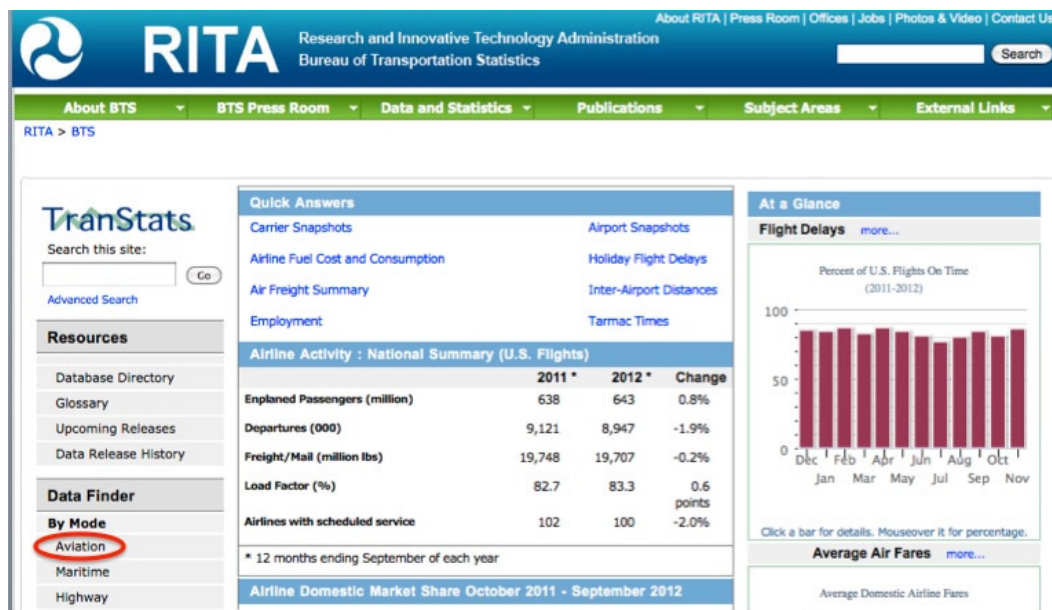 About RITA | Press Room | Offices | Jobs | Photos & Video | Contact Us
RITA
Research and Innovative Technology Administration
Bureau of Transportation Statistics
Search
About BTS
BTS Press Room
Data and Statistics
Publications
Subject Areas
External Links
RITA > BTS
TranStats
Search this site:
Go
Advanced Search
Resources
Database Directory
Glossary
Upcoming Releases
Data Release History
Data Finder
By Mode
Aviation
Maritime
Highway
Quick Answers
Carrier Snapshots Airport Snapshots
Airline Fuel Cost and Consumption Holiday Flight Delays
Air Freight Summary Inter-Airport Distances
Employment Tarmac Times
Airline Activity : National Summary (U.S. Flights)
2011 * 2012 * Change
Enplaned Passengers (million) 638 643 0.8%
Departures (000) 9,121 8,947 -1.9%
Freight/Mail (million lbs) 19,748 19,707 -0.2%
Load Factor (%) 82.7 83.3 0.6
points
Airlines with scheduled service 102 100 -2.0%
* 12 months ending September of each year
Airline Domestic Market Share October 2011 - September 2012
At a Glance
Flight Delays more...
Percent of U.S. Flights On Time
(2011-2012)
100
50
0
Dec Feb Apr Jun Aug Oct
Jan Mar May Jul Sep Nov
Click a bar for details. Mouseover it for percentage.
Average Air Fares more...
Average Domestic Airline Fares